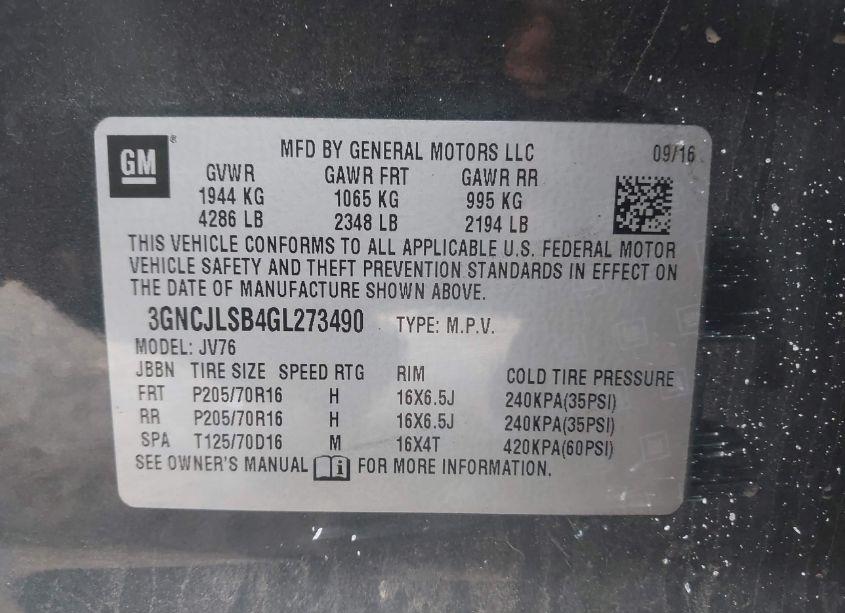 GM® MFD BY GENERAL MOTORS LLC 09/16
GVWR GAWR FRT GAWR RR
1944 KG 1065 KG 995 KG
4286 LB 2348 LB 2194 LB
THIS VEHICLE CONFORMS TO ALL APPLICABLE U.S. FEDERAL MOTOR
VEHICLE SAFETY AND THEFT PREVENTION STANDARDS IN EFFECT ON
THE DATE OF MANUFACTURE SHOWN ABOVE.
3GNCJLSB4GL273490 TYPE: M.P.V.
MODEL: JV76
JBBN TIRE SIZE SPEED RTG RIM COLD TIRE PRESSURE
FRT P205/70R16 H 16X6.5J 240KPA(35PSI)
RR P205/70R16 H 16X6.5J 240KPA(35PSI)
SPA T125/70D16 M 16X4T 420KPA(60PSI)
SEE OWNER'S MANUAL i FOR MORE INFORMATION.